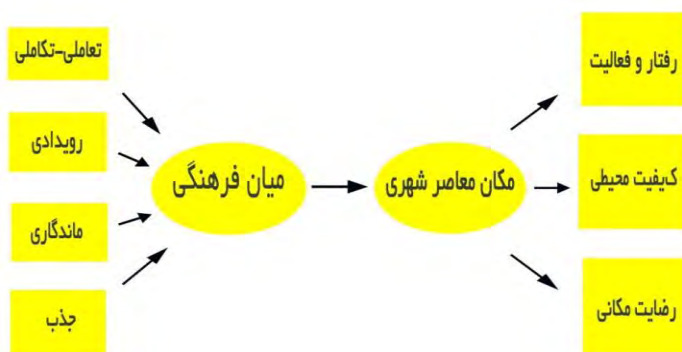 تعاملی-تکاملی
رویدادی
ماندگاری
جذب
میان فرهنگی
مکان معاصر شهری
رفتار و فعالیت
کیفیت محیطی
رضایت مکانی